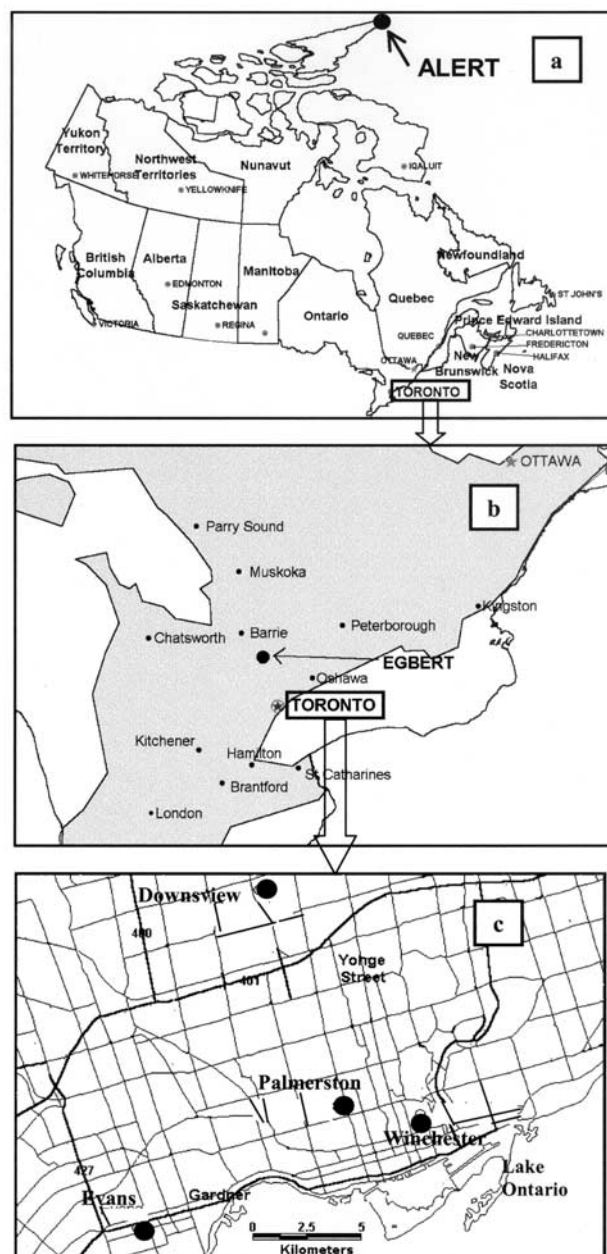 a
ALERT
Yukon
Territory
WHITEHORSE
Northwest
Territories
YELLOWKNIFE
Nunavut
IQALUIT
British
Columbia
Alberta
EDMONTON
Saskatchewan
Manitoba
REGINA
VICTORIA
Ontario
Quebec
QUEBEC
OTTAWA
Newfoundland
ST JOHN'S
Prince Edward Island
CHARLOTTETOWN
FREDERICTON
HALIFAX
New
Brunswick
Nova
Scotia
TORONTO
b
OTTAWA
Parry Sound
Muskoka
Kingston
Chatsworth
Barrie
Peterborough
EGBERT
Oshawa
TORONTO
Kitchener
Hamilton
St Catharines
Brantford
London
c
Downsview
400
401
Yohge
Street
Palmerston
Winchester
427
Evans
Gardner
Lake
Ontario
0 2.5 5
Kilometers